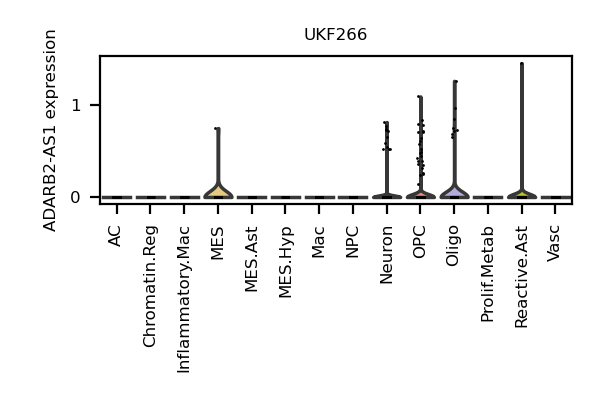 UKF266
ADARB2-AS1 expression
1
0
AC
Chromatin.Reg
Inflammatory.Mac
MES
MES.Ast
MES.Hyp
Mac
NPC
Neuron
OPC
Oligo
Prolif.Metab
Reactive.Ast
Vasc